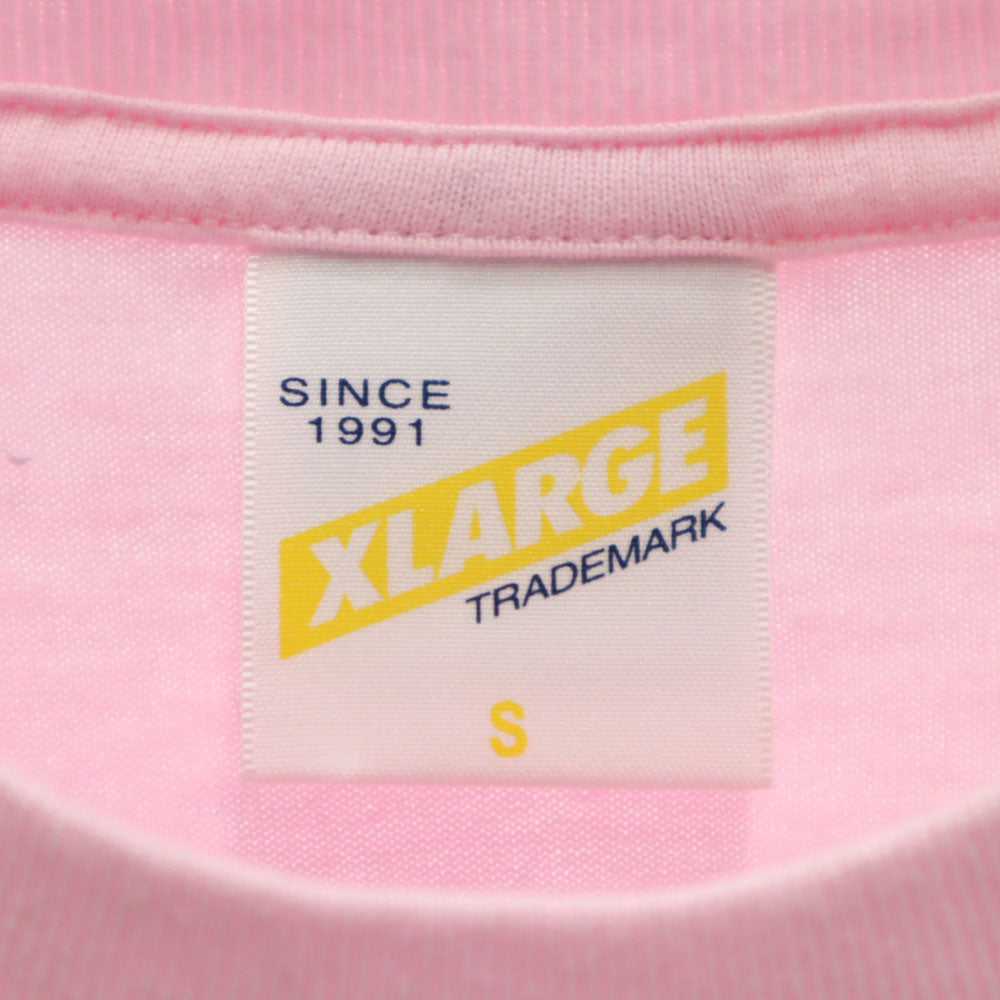 SINCE
1991
XLARGE
TRADEMARK
S